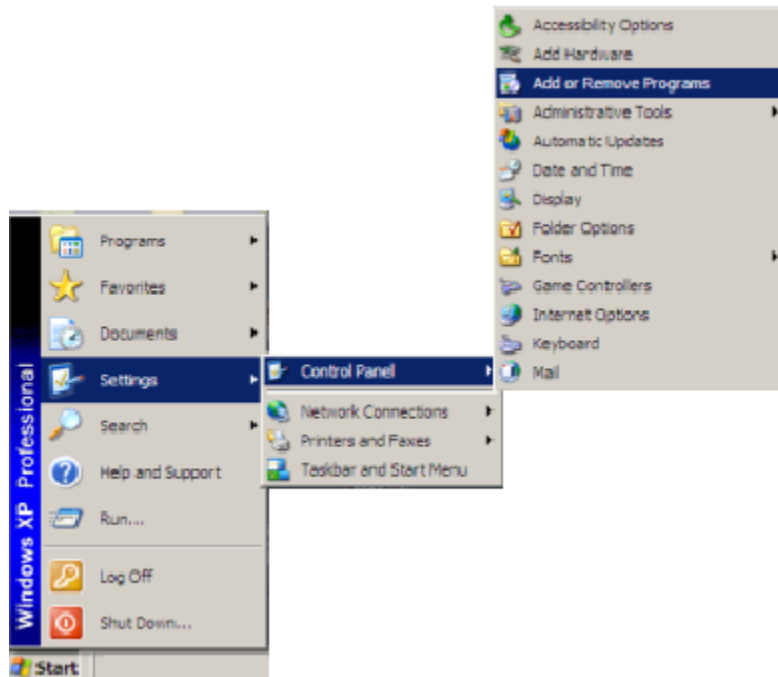 Accessibility Options
Add Hardware
Add or Remove Programs
Administrative Tools
Automatic Updates
Date and Time
Display
Folder Options
Fonts
Game Controllers
Internet Options
Keyboard
Mail
Programs
Favorites
Documents
Settings
Search
Help and Support
Run...
Log Off
Shut Down...
Windows XP Professional
Control Panel
Network Connections
Printers and Faxes
Taskbar and Start Menu
Start